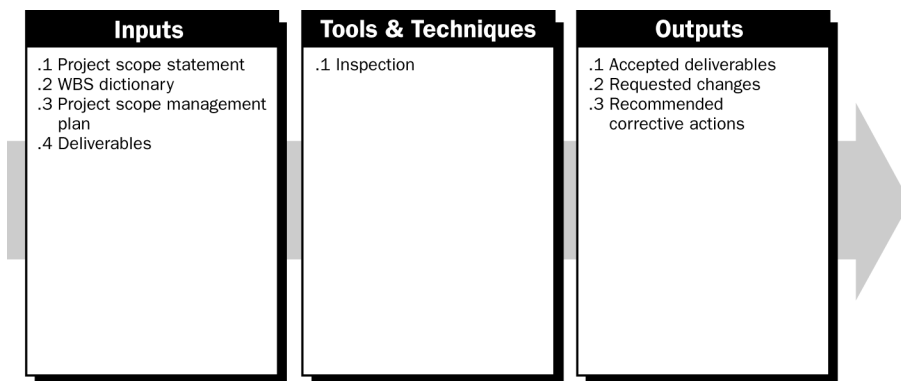 Inputs
.1 Project scope statement
.2 WBS dictionary
.3 Project scope management
plan
.4 Deliverables
Tools & Techniques
.1 Inspection
Outputs
.1 Accepted deliverables
.2 Requested changes
.3 Recommended
corrective actions